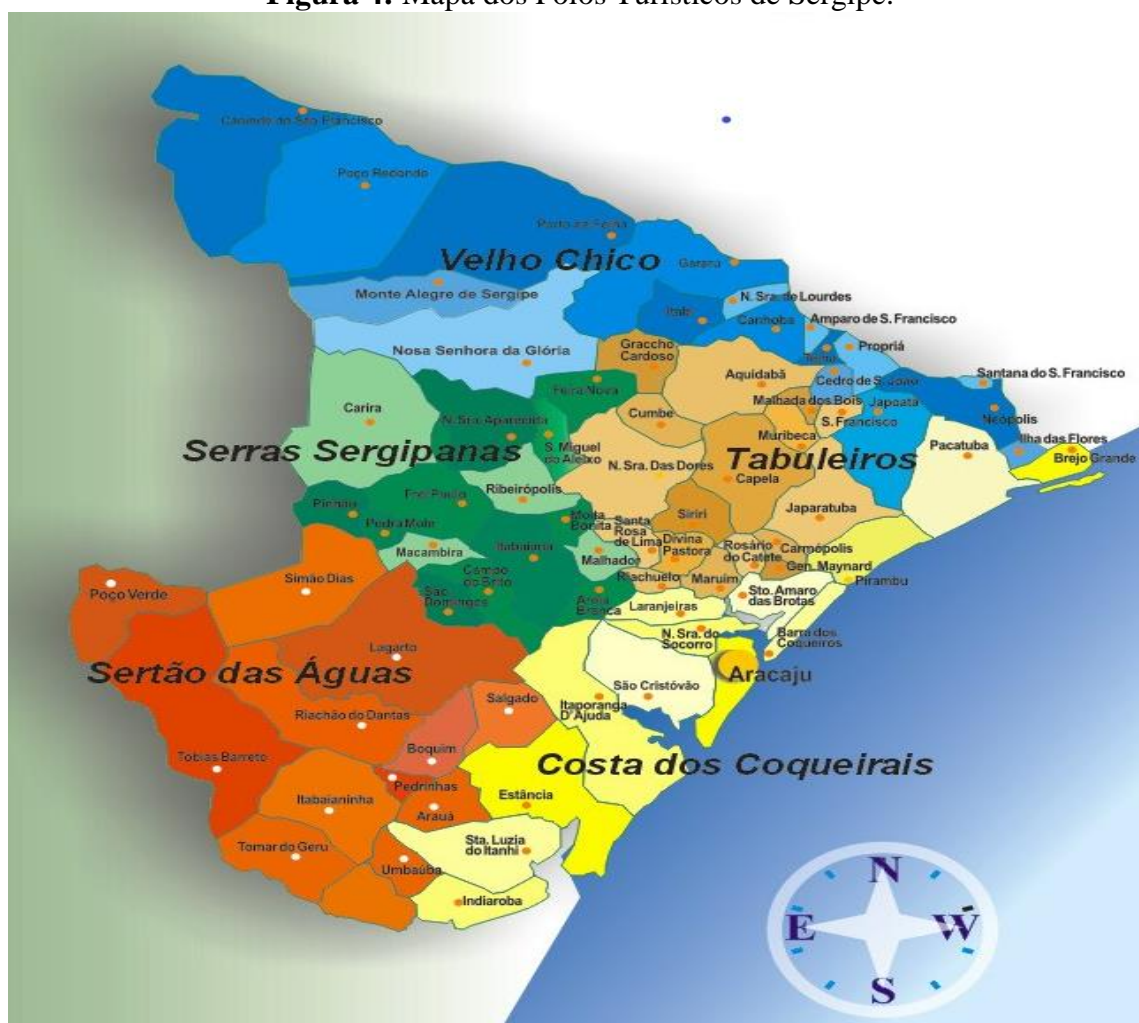 Figura 4: Mapa dos Polos Turísticos de Sergipe.
Canindé do São Francisco
Poço Redondo
Porto da Folha
Velho Chico
Gararu
Monte Alegre de Sergipe
N. Sra. de Lourdes
Itabi
Canhoba
Amparo de S. Francisco
Nosa Senhora da Glória
Graccho
Cardoso
Telha
Propriá
Aquidabã
Cedro de S. João
Santana do S. Francisco
Feira Nova
Malhada dos Bois
Japoatã
Carira
N. Sra. Aparecida
Cumbe
S. Francisco
Neópolis
Muribeca
Pacatuba
Ilha das Flores
Serras Sergipanas
S. Miguel
do Aleixo
N. Sra. Das Dores
Tabuleiros
Brejo Grande
Capela
Frei Paulo
Ribeirópolis
Pinhão
Siriri
Japaratuba
Pedra Mole
Moita
Bonita
Santa
Rosa
de Lima
Divina
Pastora
Rosário
do Catete
Carmópolis
Macambira
Itabaiana
Malhador
Gen. Maynard
Simão Dias
Campo
do Brito
Riachuelo
Maruim
Pirambu
Poço Verde
São
Domingos
Areia
Branca
Laranjeiras
Sto. Amaro
das Brotas
Lagarto
N. Sra. do
Socorro
Barra dos
Coqueiros
Sertão das Águas
Aracaju
São Cristóvão
Salgado
Itaporanga
D'Ajuda
Riachão do Dantas
Boquim
Tobias Barreto
Costa dos Coqueirais
Pedrinhas
Itabaianinha
Estância
Arauá
Tomar do Geru
Sta. Luzia
do Itanhi
Umbaúba
Indiaroba
N
E
W
S